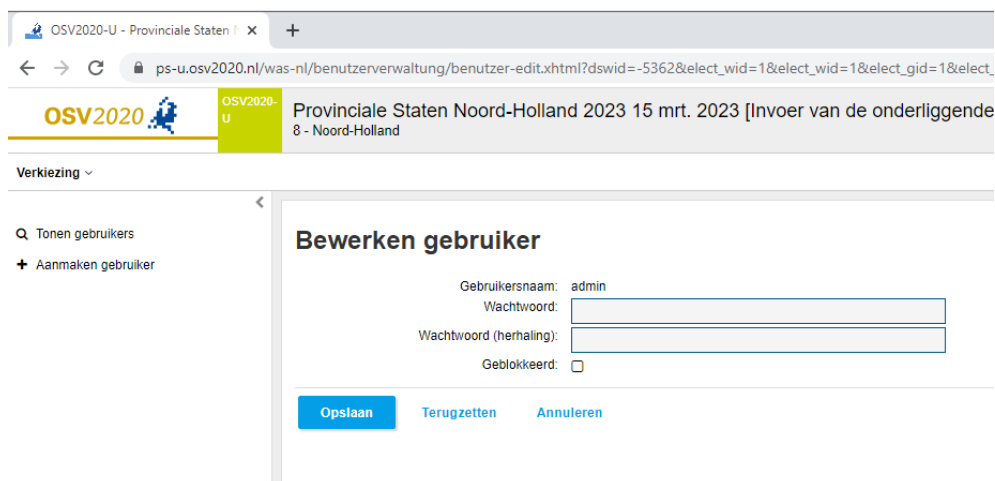 OSV2020-U - Provinciale Staten
ps-u.osv2020.nl/was-nl/benutzerverwaltung/benutzer-edit.xhtml?dswid=-5362&elect_wid=1&elect_wid=1&elect_gid=1&elect_
OSV2020
OSV2020-
U
Provinciale Staten Noord-Holland 2023 15 mrt. 2023 [Invoer van de onderliggende
8 - Noord-Holland
Verkiezing
Tonen gebruikers
Aanmaken gebruiker
Bewerken gebruiker
Gebruikersnaam: admin
Wachtwoord:
Wachtwoord (herhaling):
Geblokkeerd:
Opslaan Terugzetten Annuleren